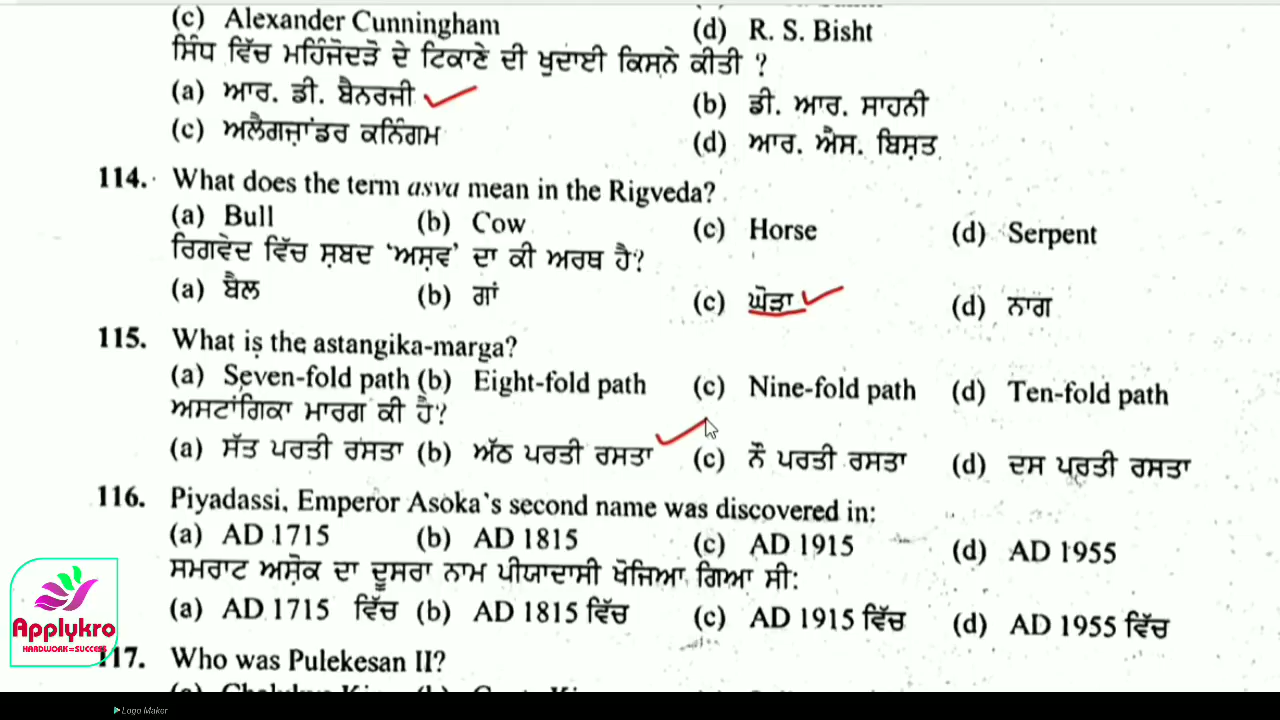 (c) Alexander Cunningham (d) R. S. Bisht
ਸਿੰਧ ਵਿੱਚ ਮਹਿੰਜੋਦੜੋ ਦੇ ਟਿਕਾਣੇ ਦੀ ਖੁਦਾਈ ਕਿਸਨੇ ਕੀਤੀ ?
(a) ਆਰ. ਡੀ. ਬੈਨਰਜੀ (b) ਡੀ. ਆਰ. ਸਾਹਨੀ
(c) ਅਲੈਗਜ਼ਾਂਡਰ ਕਨਿੰਗਮ (d) ਆਰ. ਐਸ. ਬਿਸ਼ਤ
114. What does the term asva mean in the Rigveda?
(a) Bull (b) Cow (c) Horse (d) Serpent
ਰਿਗਵੇਦ ਵਿੱਚ ਸ਼ਬਦ ‘ਅਸ਼ਵ’ ਦਾ ਕੀ ਅਰਥ ਹੈ?
(a) ਬੈਲ (b) ਗਾਂ (c) ਘੋੜਾ (d) ਨਾਗ
115. What is the astangika-marga?
(a) Seven-fold path (b) Eight-fold path (c) Nine-fold path (d) Ten-fold path
ਅਸਟਾਂਗਿਕਾ ਮਾਰਗ ਕੀ ਹੈ?
(a) ਸੱਤ ਪਰਤੀ ਰਸਤਾ (b) ਅੱਠ ਪਰਤੀ ਰਸਤਾ (c) ਨੌ ਪਰਤੀ ਰਸਤਾ (d) ਦਸ ਪਰਤੀ ਰਸਤਾ
116. Piyadassi, Emperor Asoka's second name was discovered in:
(a) AD 1715 (b) AD 1815 (c) AD 1915 (d) AD 1955
ਸਮਰਾਟ ਅਸ਼ੋਕ ਦਾ ਦੂਸਰਾ ਨਾਮ ਪੀਯਾਦਾਸੀ ਖੋਜਿਆ ਗਿਆ ਸੀ:
(a) AD 1715 ਵਿੱਚ (b) AD 1815 ਵਿੱਚ (c) AD 1915 ਵਿੱਚ (d) AD 1955 ਵਿੱਚ
117. Who was Pulekesan II?
Applykro
HARDWORK=SUCCESS
Logo Maker